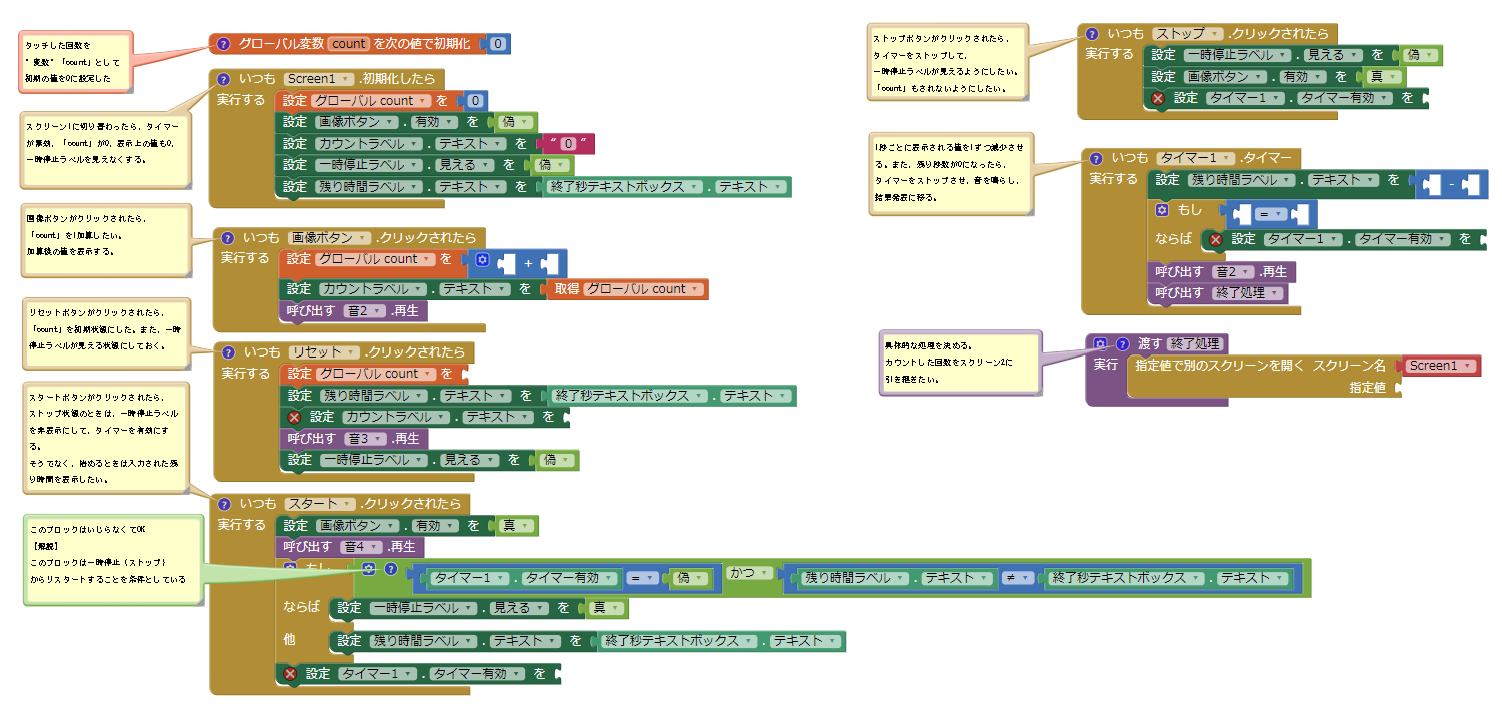 タッチした回数を
"変数"「count」として
初期の値を0に設定した
グローバル変数 count を次の値で初期化 0
いつも Screen1 .初期化したら
実行する 設定 グローバル count を 0
設定 画像ボタン . 有効 を 偽
設定 カウントラベル . テキスト を " 0 "
設定 一時停止ラベル . 見える を 偽
設定 残り時間ラベル . テキスト を 終了秒テキストボックス . テキスト
スクリーン1に切り替わったら、タイマー
が無効、「count」が0、表示上の値も0、
一時停止ラベルを見えなくする。
画像ボタンがクリックされたら、
「count」を1加算したい。
加算後の値を表示する。
いつも 画像ボタン .クリックされたら
実行する 設定 グローバル count を +
設定 カウントラベル . テキスト を 取得 グローバル count
呼び出す 音2 .再生
リセットボタンがクリックされたら、
「count」を初期状態にした。また、一時
停止ラベルが見える状態にしておく。
いつも リセット .クリックされたら
実行する 設定 グローバル count を
設定 残り時間ラベル . テキスト を 終了秒テキストボックス . テキスト
設定 カウントラベル . テキスト を
呼び出す 音3 .再生
設定 一時停止ラベル . 見える を 偽
スタートボタンがクリックされたら、
ストップ状態のときは、一時停止ラベル
を非表示にして、タイマーを有効にす
る。
そうでなく、始めるときは入力された残
り時間を表示したい。
いつも スタート .クリックされたら
実行する 設定 画像ボタン . 有効 を 真
呼び出す 音4 .再生
もし タイマー1 . タイマー有効 = 偽 かつ 残り時間ラベル . テキスト ≠ 終了秒テキストボックス . テキスト
ならば 設定 一時停止ラベル . 見える を 真
他 設定 残り時間ラベル . テキスト を 終了秒テキストボックス . テキスト
設定 タイマー1 . タイマー有効 を
このブロックはいじらなくてOK
【解説】
このブロックは一時停止(ストップ)
からリスタートすることを条件としている
ストップボタンがクリックされたら、
タイマーをストップして、
一時停止ラベルが見えるようにしたい。
「count」もされないようにしたい。
いつも ストップ .クリックされたら
実行する 設定 一時停止ラベル . 見える を 偽
設定 画像ボタン . 有効 を 真
設定 タイマー1 . タイマー有効 を
1秒ごとに表示される値を1ずつ減少させ
る。また、残り秒数が0になったら、
タイマーをストップさせ、音を鳴らし、
結果発表に移る。
いつも タイマー1 .タイマー
実行する 設定 残り時間ラベル . テキスト を -
もし =
ならば 設定 タイマー1 . タイマー有効 を
呼び出す 音2 .再生
呼び出す 終了処理
具体的な処理を決める。
カウントした回数をスクリーン2に
引き継ぎたい。
渡す 終了処理
実行 指定値で別のスクリーンを開く スクリーン名 Screen1
指定値